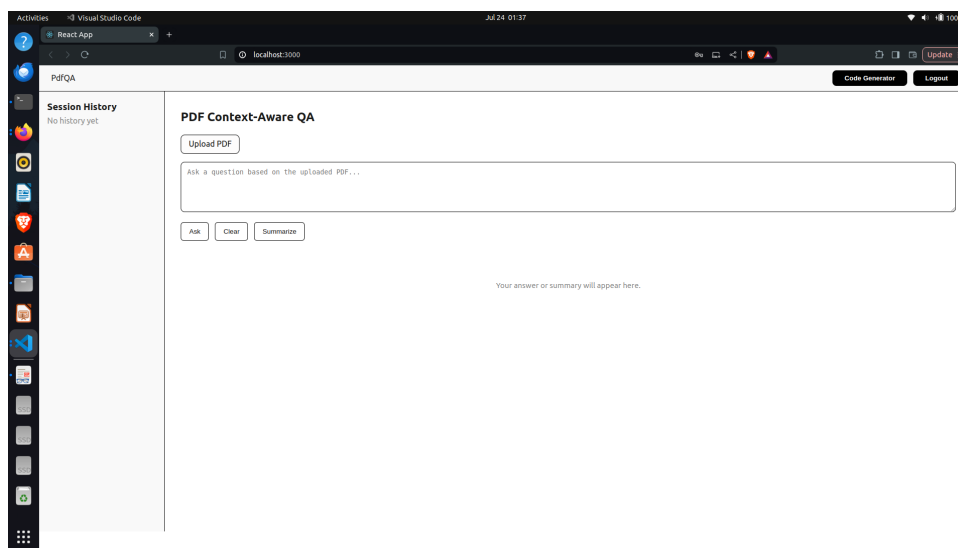 Activities Visual Studio Code Jul 24 01:37 100
React App × +
localhost:3000 Update
PdfQA Code Generator Logout
Session History
No history yet
PDF Context-Aware QA
Upload PDF
Ask a question based on the uploaded PDF...
Ask Clear Summarize
Your answer or summary will appear here.